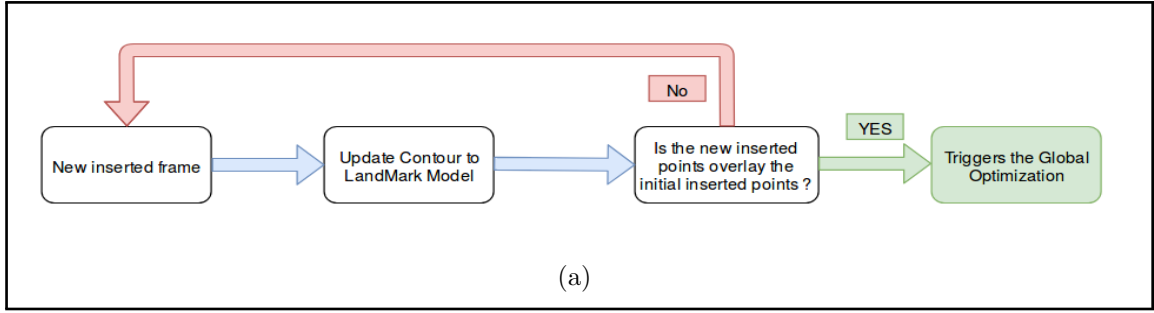 No
YES
New inserted frame
Update Contour to
LandMark Model
Is the new inserted
points overlay the
initial inserted points ?
Triggers the Global
Optimization
(a)